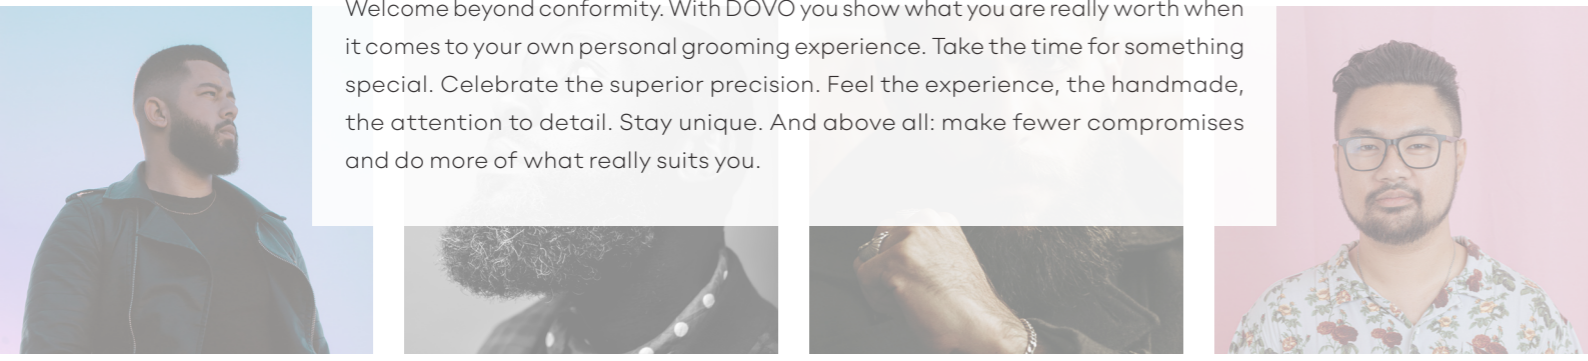 Welcome beyond conformity. With DOVO you show what you are really worth when
it comes to your own personal grooming experience. Take the time for something
special. Celebrate the superior precision. Feel the experience, the handmade,
the attention to detail. Stay unique. And above all: make fewer compromises
and do more of what really suits you.